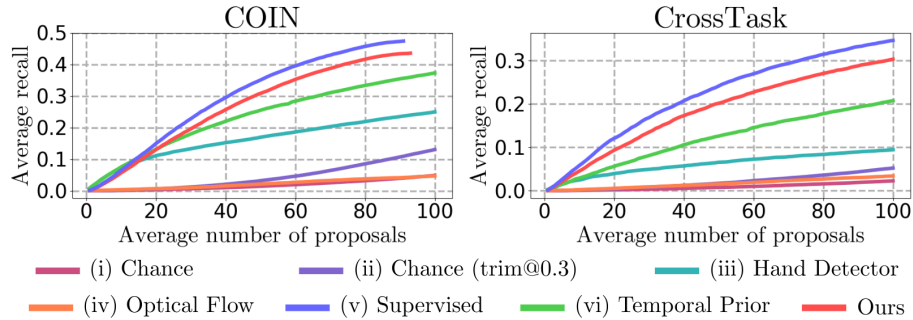 COIN
CrossTask
0.5
0.4
0.3
0.2
0.1
0.0
Average recall
0 20 40 60 80 100
Average number of proposals
0.3
0.2
0.1
0.0
Average recall
0 20 40 60 80 100
Average number of proposals
(i) Chance (ii) Chance (trim@0.3) (iii) Hand Detector
(iv) Optical Flow (v) Supervised (vi) Temporal Prior Ours